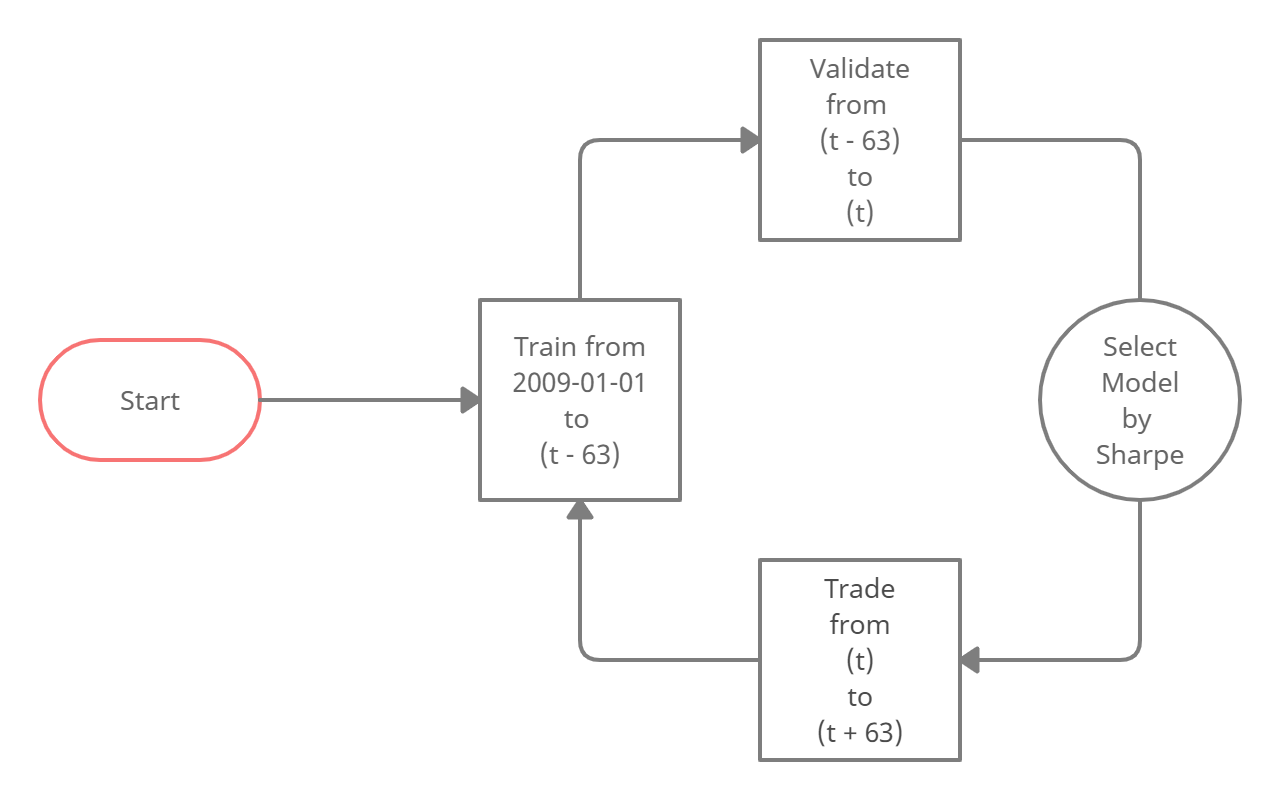 Start
Train from
2009-01-01
to
(t - 63)
Validate
from
(t - 63)
to
(t)
Select
Model
by
Sharpe
Trade
from
(t)
to
(t + 63)